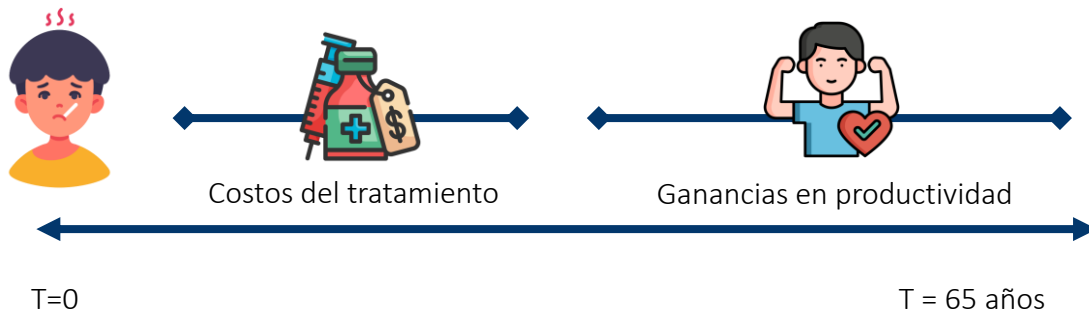 $
Costos del tratamiento
Ganancias en productividad
T=0
T = 65 años